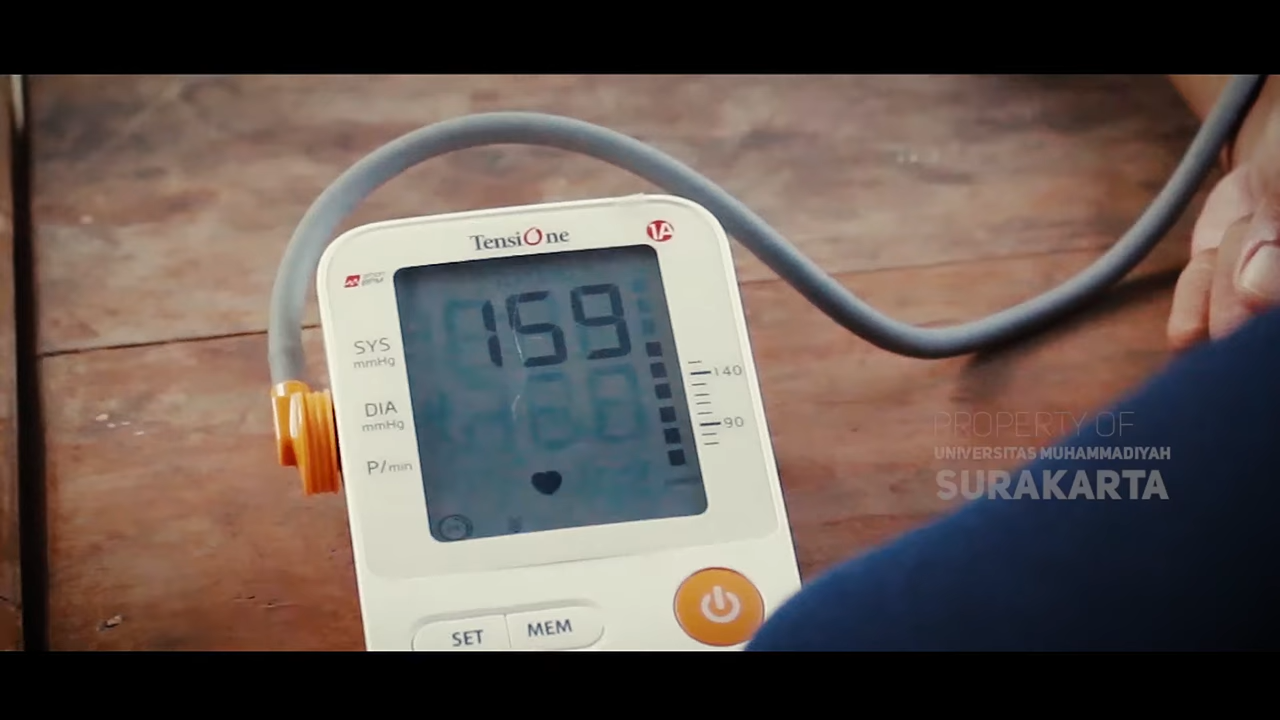 TensiOne
1A
159
SYS
mmHg
140
DIA
mmHg
90
P/min
SET
MEM
PROPERTY OF
UNIVERSITAS MUHAMMADIYAH
SURAKARTA